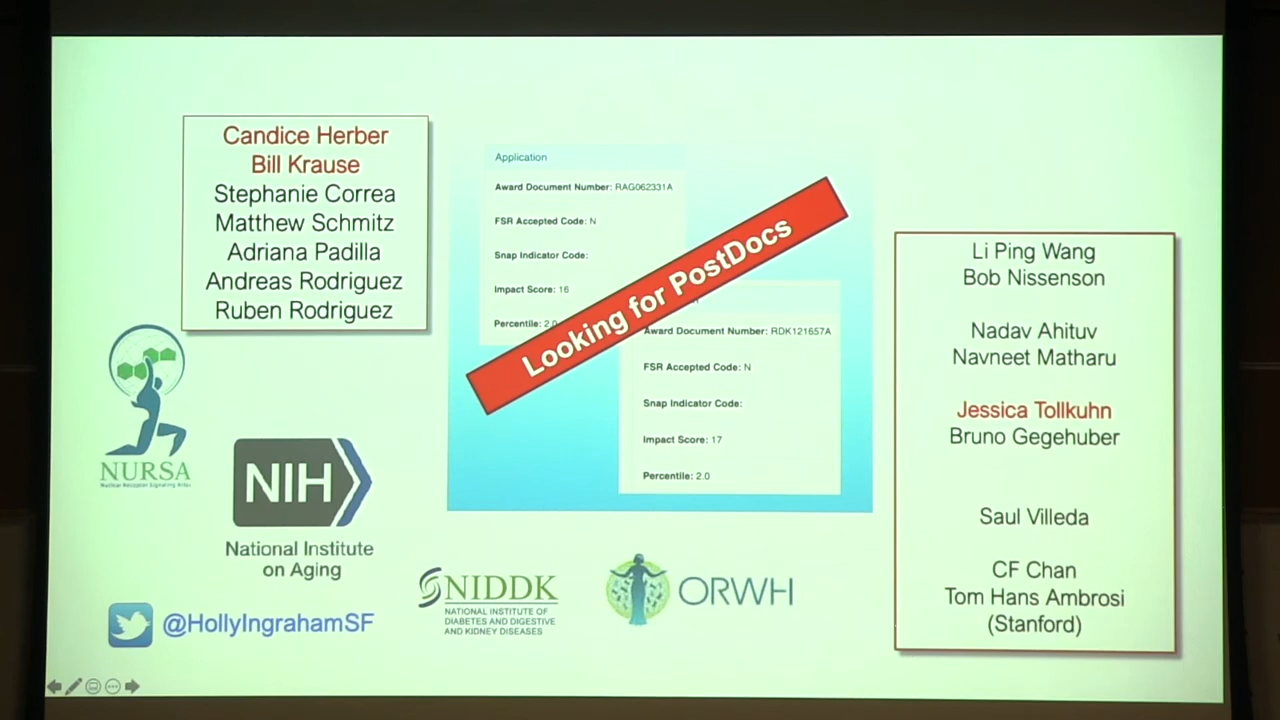 Candice Herber
Bill Krause
Stephanie Correa
Matthew Schmitz
Adriana Padilla
Andreas Rodriguez
Ruben Rodriguez
Application
Award Document Number: RAG062331A
FSR Accepted Code: N
Snap Indicator Code:
Impact Score: 16
Percentile: 2.0
Looking for PostDocs
Award Document Number: RDK121657A
FSR Accepted Code: N
Snap Indicator Code:
Impact Score: 17
Percentile: 2.0
Li Ping Wang
Bob Nissenson
Nadav Ahituv
Navneet Matharu
Jessica Tollkuhn
Bruno Gegehuber
Saul Villeda
CF Chan
Tom Hans Ambrosi
(Stanford)
NURSA
Nuclear Receptor Signaling Atlas
NIH
National Institute
on Aging
NIDDK
NATIONAL INSTITUTE OF
DIABETES AND DIGESTIVE
AND KIDNEY DISEASES
ORWH
@HollyIngrahamSF